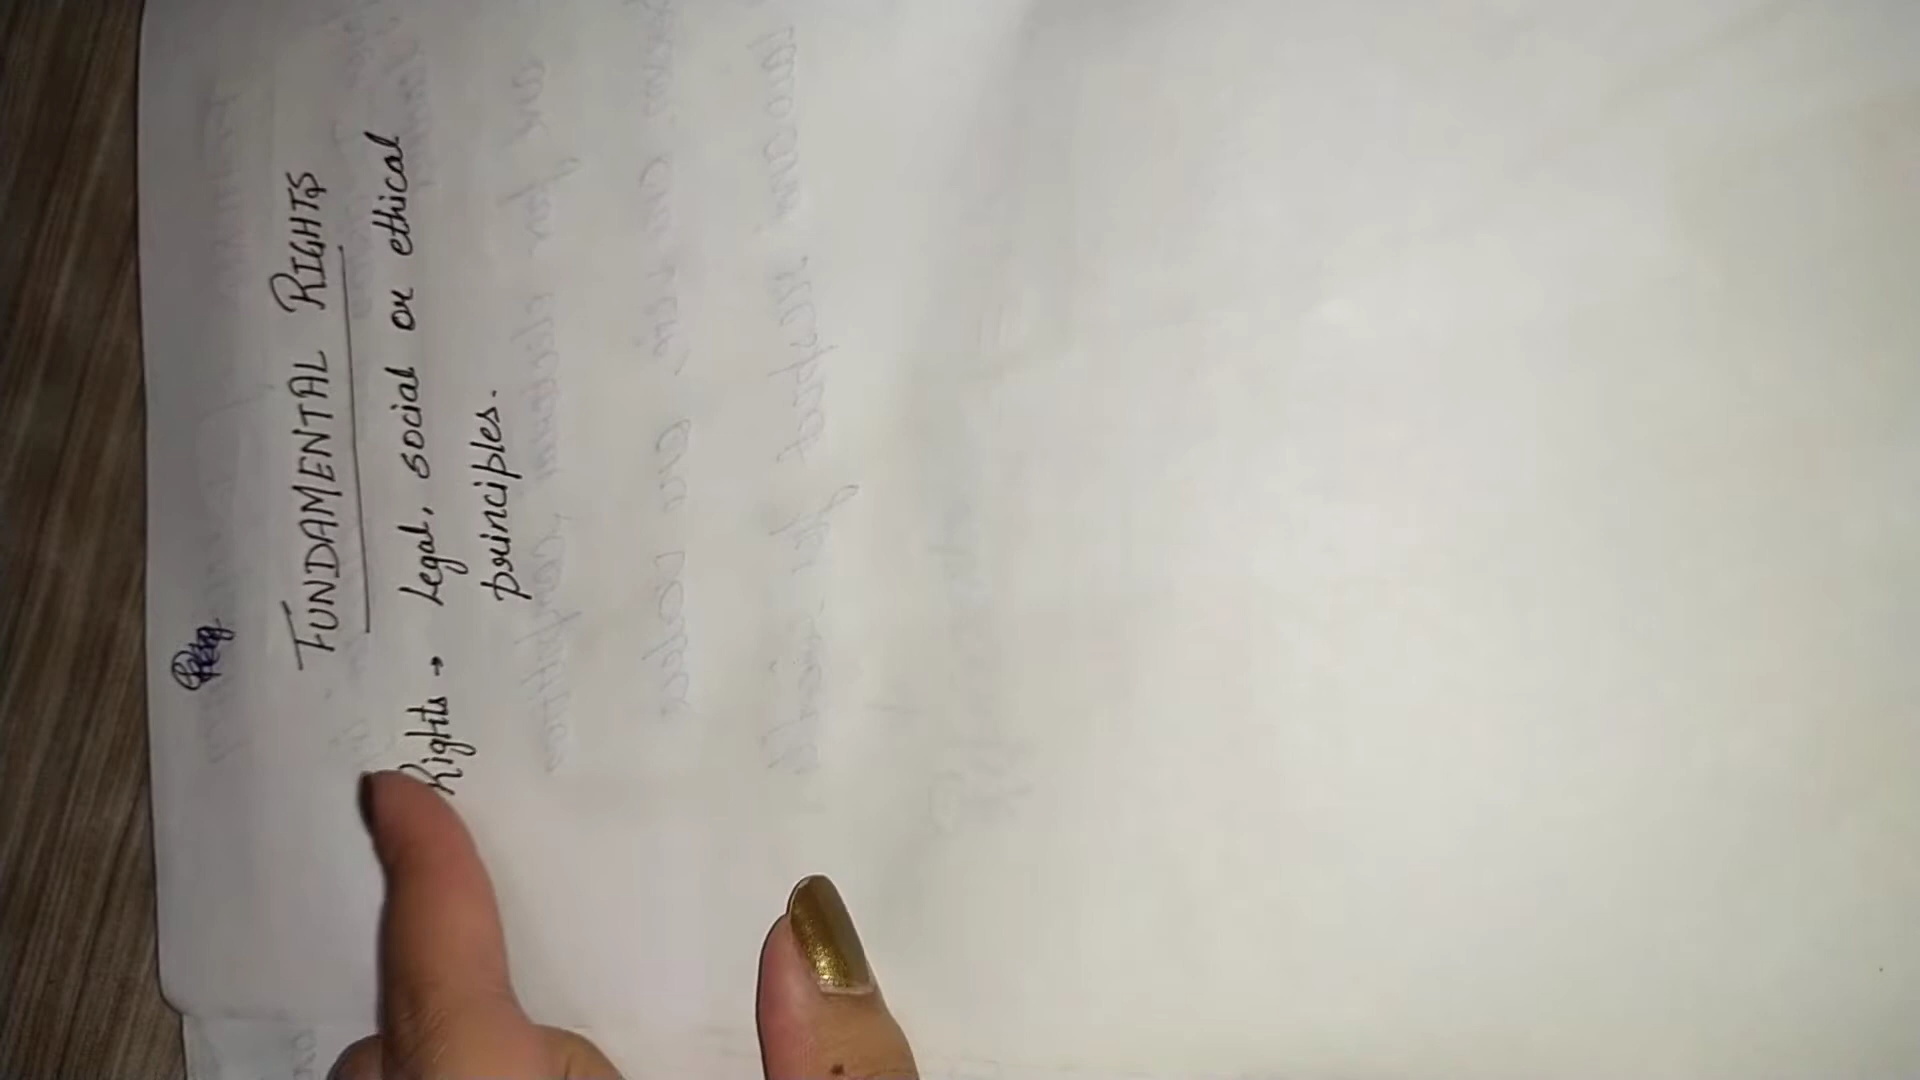 FUNDAMENTAL RIGHTS
Rights → Legal, social or ethical
principles.